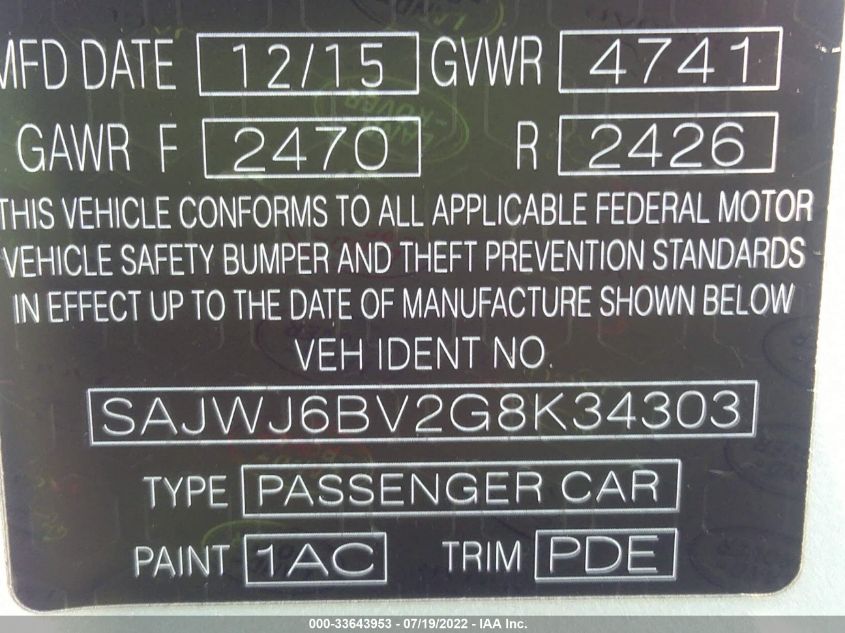 MFD DATE 12/15 GVWR 4741
GAWR F 2470 R 2426
THIS VEHICLE CONFORMS TO ALL APPLICABLE FEDERAL MOTOR
VEHICLE SAFETY BUMPER AND THEFT PREVENTION STANDARDS
IN EFFECT UP TO THE DATE OF MANUFACTURE SHOWN BELOW
VEH IDENT NO
SAJWJ6BV2G8K34303
TYPE PASSENGER CAR
PAINT 1AC TRIM PDE
000-33643953 - 07/19/2022 - IAA Inc.